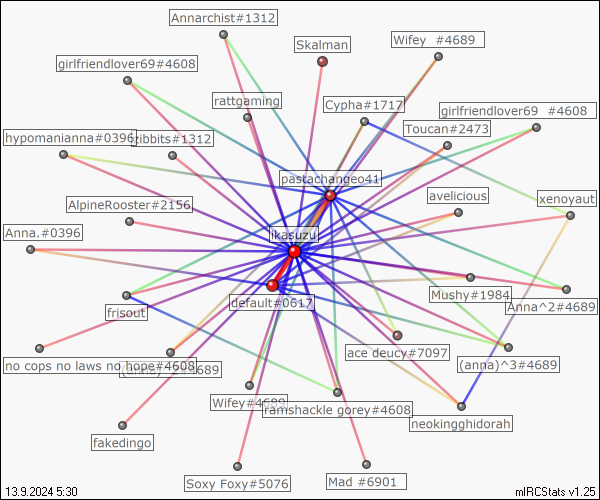 Annarchist#1312
Skalman
Wifey #4689
girlfriendlover69#4608
rattgaming
Cypha#1717
girlfriendlover69 #4608
Toucan#2473
hypomanianna#0396
ribbits#1312
pastachangeo41
avelicious
xenoyaut
AlpineRooster#2156
Anna.#0396
ikasuzu
Mushy#1984
default#0617
Anna^2#4689
frisout
ace deucy#7097
no cops no laws no hope#4608
(anna)^3#4689
Wifey#4689
ramshackle gorey#4608
neokingghidorah
fakedingo
Soxy Foxy#5076
Mad #6901
13.9.2024 5:30
mIRCStats v1.25